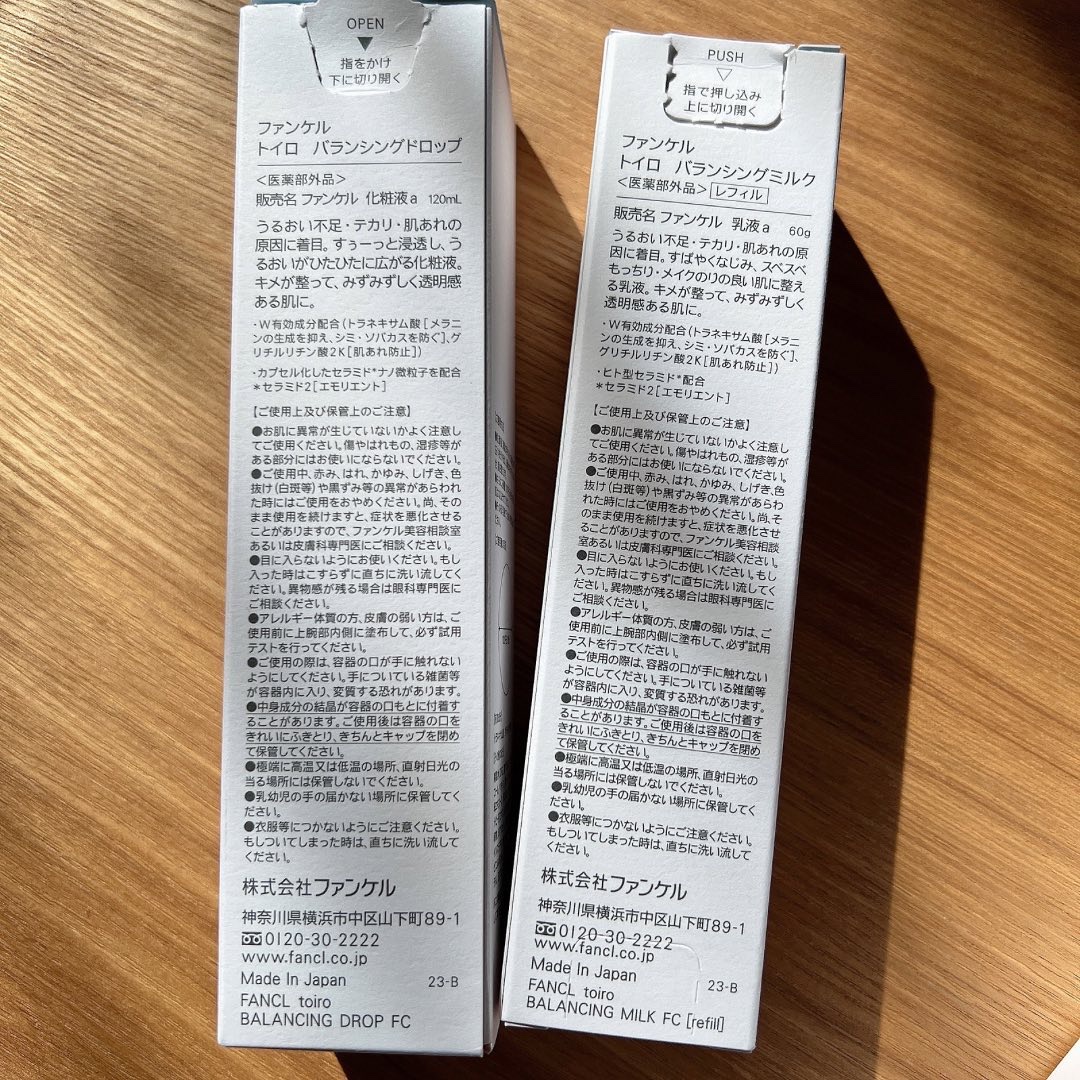 OPEN
▼
指をかけ
下に切り開く
ファンケル
トイロ バランシングドロップ
<医薬部外品>
販売名 ファンケル 化粧液a 120mL
うるおい不足・テカリ・肌あれの
原因に着目。すぅーっと浸透し、う
るおいがひたひたに広がる化粧液。
キメが整って、みずみずしく透明感
ある肌に。
・W有効成分配合(トラネキサム酸[メラニ
ンの生成を抑え、シミ・ソバカスを防ぐ]、グ
リチルリチン酸2K[肌あれ防止])
・カプセル化したセラミド*ナノ微粒子を配合
*セラミド2[エモリエント]
【ご使用上及び保管上のご注意】
●お肌に異常が生じていないかよく注意し
てご使用ください。傷やはれもの、湿疹等が
ある部分にはお使いにならないでください。
●ご使用中、赤み、はれ、かゆみ、しげき、色
抜け(白斑等)や黒ずみ等の異常があらわれ
た時にはご使用をおやめください。尚、その
まま使用を続けますと、症状を悪化させる
ことがありますので、ファンケル美容相談室
あるいは皮膚科専門医にご相談ください。
●目に入らないようにお使いください。もし
入った時はこすらずに直ちに洗い流してく
ださい。異物感が残る場合は眼科専門医に
ご相談ください。
●アレルギー体質の方、皮膚の弱い方は、ご
使用前に上腕部内側に塗布して、必ず試用
テストを行ってください。
●ご使用の際は、容器の口が手に触れない
ようにしてください。手についている雑菌等
が容器内に入り、変質する恐れがあります。
●中身成分の結晶が容器の口もとに付着す
ることがあります。ご使用後は容器の口を
きれいにふきとり、きちんとキャップを閉め
て保管してください。
●極端に高温又は低温の場所、直射日光の
当る場所には保管しないでください。
●乳幼児の手の届かない場所に保管してく
ださい。
●衣服等につかないようにご注意ください。
もしついてしまった時は、直ちに洗い流して
ください。
株式会社ファンケル
神奈川県横浜市中区山下町89-1
0120-30-2222
www.fancl.co.jp
Made In Japan 23-B
FANCL toiro
BALANCING DROP FC
PUSH
▽
指で押し込み
上に切り開く
ファンケル
トイロ バランシングミルク
<医薬部外品> レフィル
販売名 ファンケル 乳液a 60g
うるおい不足・テカリ・肌あれの原
因に着目。すばやくなじみ、スベスベ
もっちり・メイクのりの良い肌に整え
る乳液。キメが整って、みずみずしく
透明感ある肌に。
・W有効成分配合(トラネキサム酸[メラニ
ンの生成を抑え、シミ・ソバカスを防ぐ]、
グリチルリチン酸2K[肌あれ防止])
・ヒト型セラミド*配合
*セラミド2[エモリエント]
【ご使用上及び保管上のご注意】
●お肌に異常が生じていないかよく注意し
てご使用ください。傷やはれもの、湿疹等が
ある部分にはお使いにならないでください。
●ご使用中、赤み、はれ、かゆみ、しげき、色
抜け(白斑等)や黒ずみ等の異常があらわ
れた時にはご使用をおやめください。尚、そ
のまま使用を続けますと、症状を悪化させ
ることがありますので、ファンケル美容相談
室あるいは皮膚科専門医にご相談ください。
●目に入らないようにお使いください。もし
入った時はこすらずに直ちに洗い流してく
ださい。異物感が残る場合は眼科専門医に
ご相談ください。
●アレルギー体質の方、皮膚の弱い方は、ご
使用前に上腕部内側に塗布して、必ず試用
テストを行ってください。
●ご使用の際は、容器の口が手に触れない
ようにしてください。手についている雑菌等
が容器内に入り、変質する恐れがあります。
●中身成分の結晶が容器の口もとに付着す
ることがあります。ご使用後は容器の口を
きれいにふきとり、きちんとキャップを閉め
て保管してください。
●極端に高温又は低温の場所、直射日光の
当る場所には保管しないでください。
●乳幼児の手の届かない場所に保管してく
ださい。
●衣服等につかないようにご注意ください。
もしついてしまった時は、直ちに洗い流して
ください。
株式会社ファンケル
神奈川県横浜市中区山下町89-1
0120-30-2222
www.fancl.co.jp
Made In Japan 23-B
FANCL toiro
BALANCING MILK FC [refill]